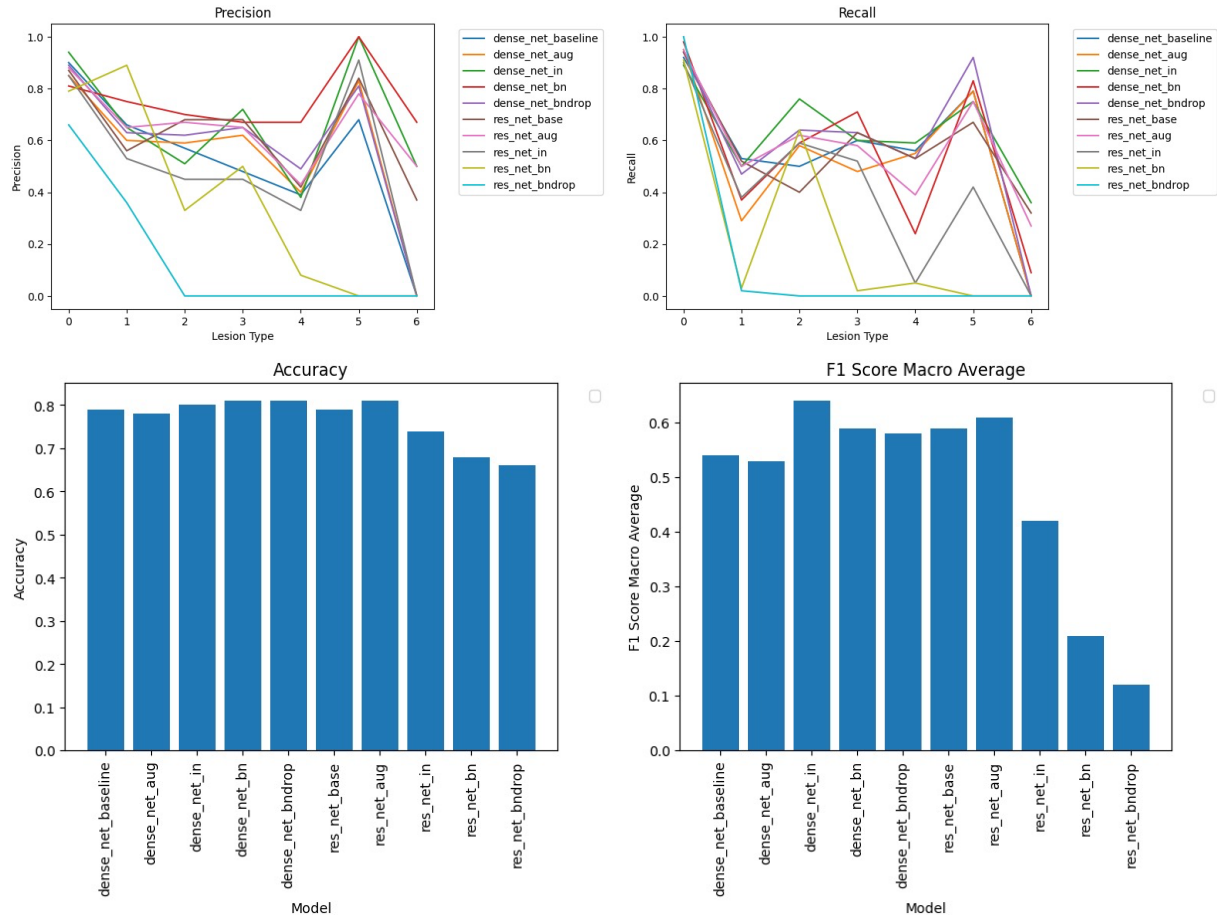 Precision
1.0
0.8
0.6
0.4
0.2
0.0
Precision
0 1 2 3 4 5 6
Lesion Type
dense_net_baseline
dense_net_aug
dense_net_in
dense_net_bn
dense_net_bndrop
res_net_base
res_net_aug
res_net_in
res_net_bn
res_net_bndrop
Recall
1.0
0.8
0.6
0.4
0.2
0.0
Recall
0 1 2 3 4 5 6
Lesion Type
dense_net_baseline
dense_net_aug
dense_net_in
dense_net_bn
dense_net_bndrop
res_net_base
res_net_aug
res_net_in
res_net_bn
res_net_bndrop
Accuracy
0.8
0.7
0.6
0.5
0.4
0.3
0.2
0.1
0.0
Accuracy
dense_net_baseline
dense_net_aug
dense_net_in
dense_net_bn
dense_net_bndrop
res_net_base
res_net_aug
res_net_in
res_net_bn
res_net_bndrop
Model
F1 Score Macro Average
0.6
0.5
0.4
0.3
0.2
0.1
0.0
F1 Score Macro Average
dense_net_baseline
dense_net_aug
dense_net_in
dense_net_bn
dense_net_bndrop
res_net_base
res_net_aug
res_net_in
res_net_bn
res_net_bndrop
Model